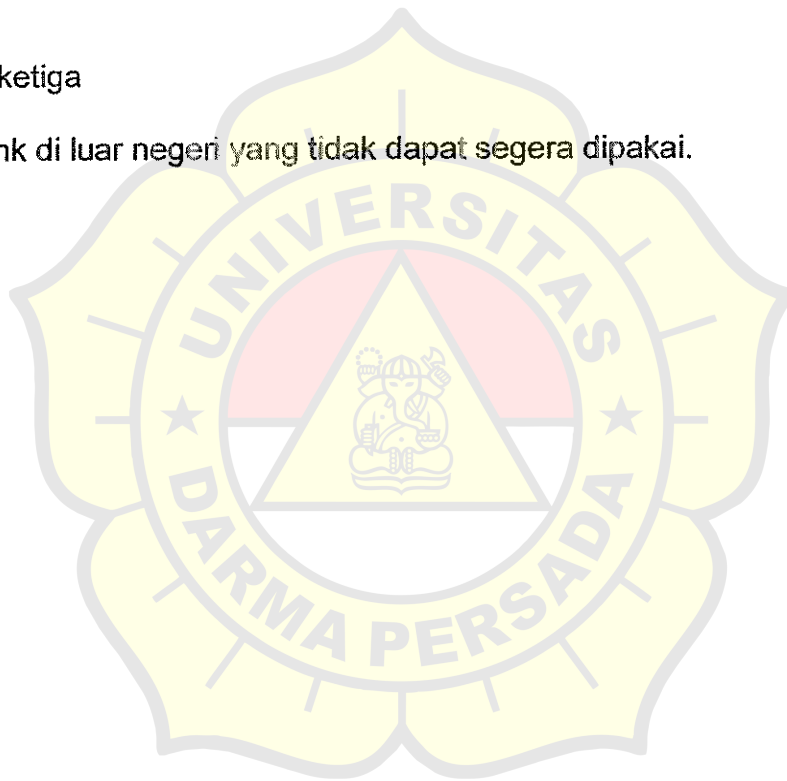 ketiga
nk di luar negeri yang tidak dapat segera dipakai.
UNIVERSITAS
DARMA PERSADA